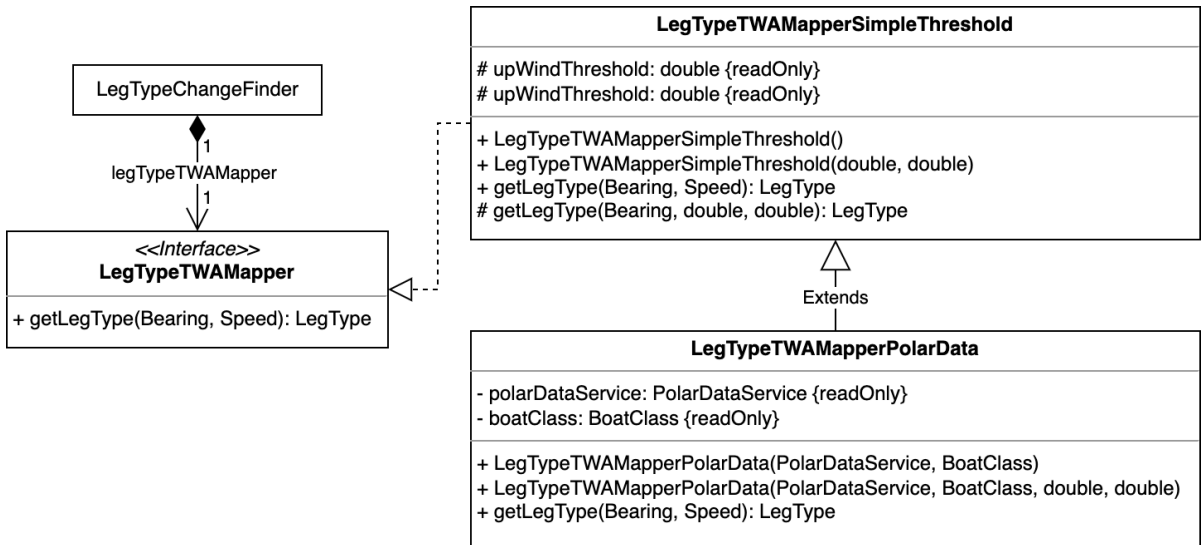 LegTypeChangeFinder
1
legTypeTWAMapper
1
<<Interface>>
LegTypeTWAMapper
+ getLegType(Bearing, Speed): LegType
LegTypeTWAMapperSimpleThreshold
# upWindThreshold: double {readOnly}
# upWindThreshold: double {readOnly}
+ LegTypeTWAMapperSimpleThreshold()
+ LegTypeTWAMapperSimpleThreshold(double, double)
+ getLegType(Bearing, Speed): LegType
# getLegType(Bearing, double, double): LegType
Extends
LegTypeTWAMapperPolarData
- polarDataService: PolarDataService {readOnly}
- boatClass: BoatClass {readOnly}
+ LegTypeTWAMapperPolarData(PolarDataService, BoatClass)
+ LegTypeTWAMapperPolarData(PolarDataService, BoatClass, double, double)
+ getLegType(Bearing, Speed): LegType